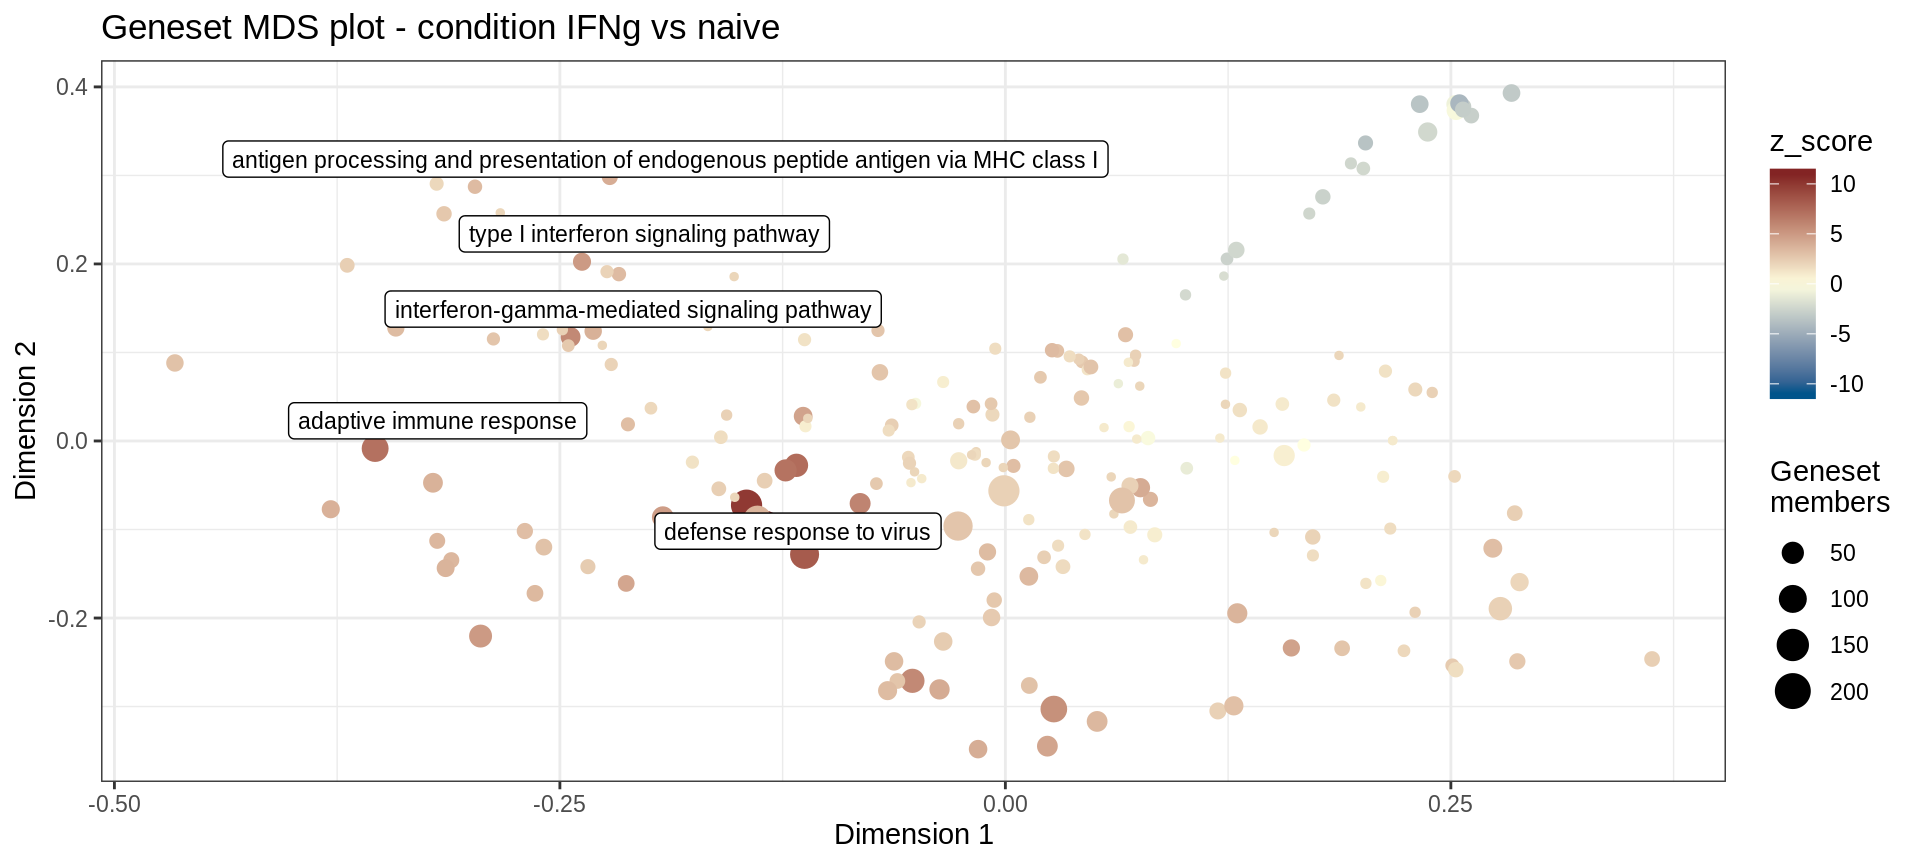 Geneset MDS plot - condition IFNg vs naive
0.4
0.2
0.0
-0.2
Dimension 2
antigen processing and presentation of endogenous peptide antigen via MHC class I
type I interferon signaling pathway
interferon-gamma-mediated signaling pathway
adaptive immune response
defense response to virus
-0.50
-0.25
0.00
0.25
Dimension 1
z_score
10
5
0
-5
-10
Geneset
members
50
100
150
200